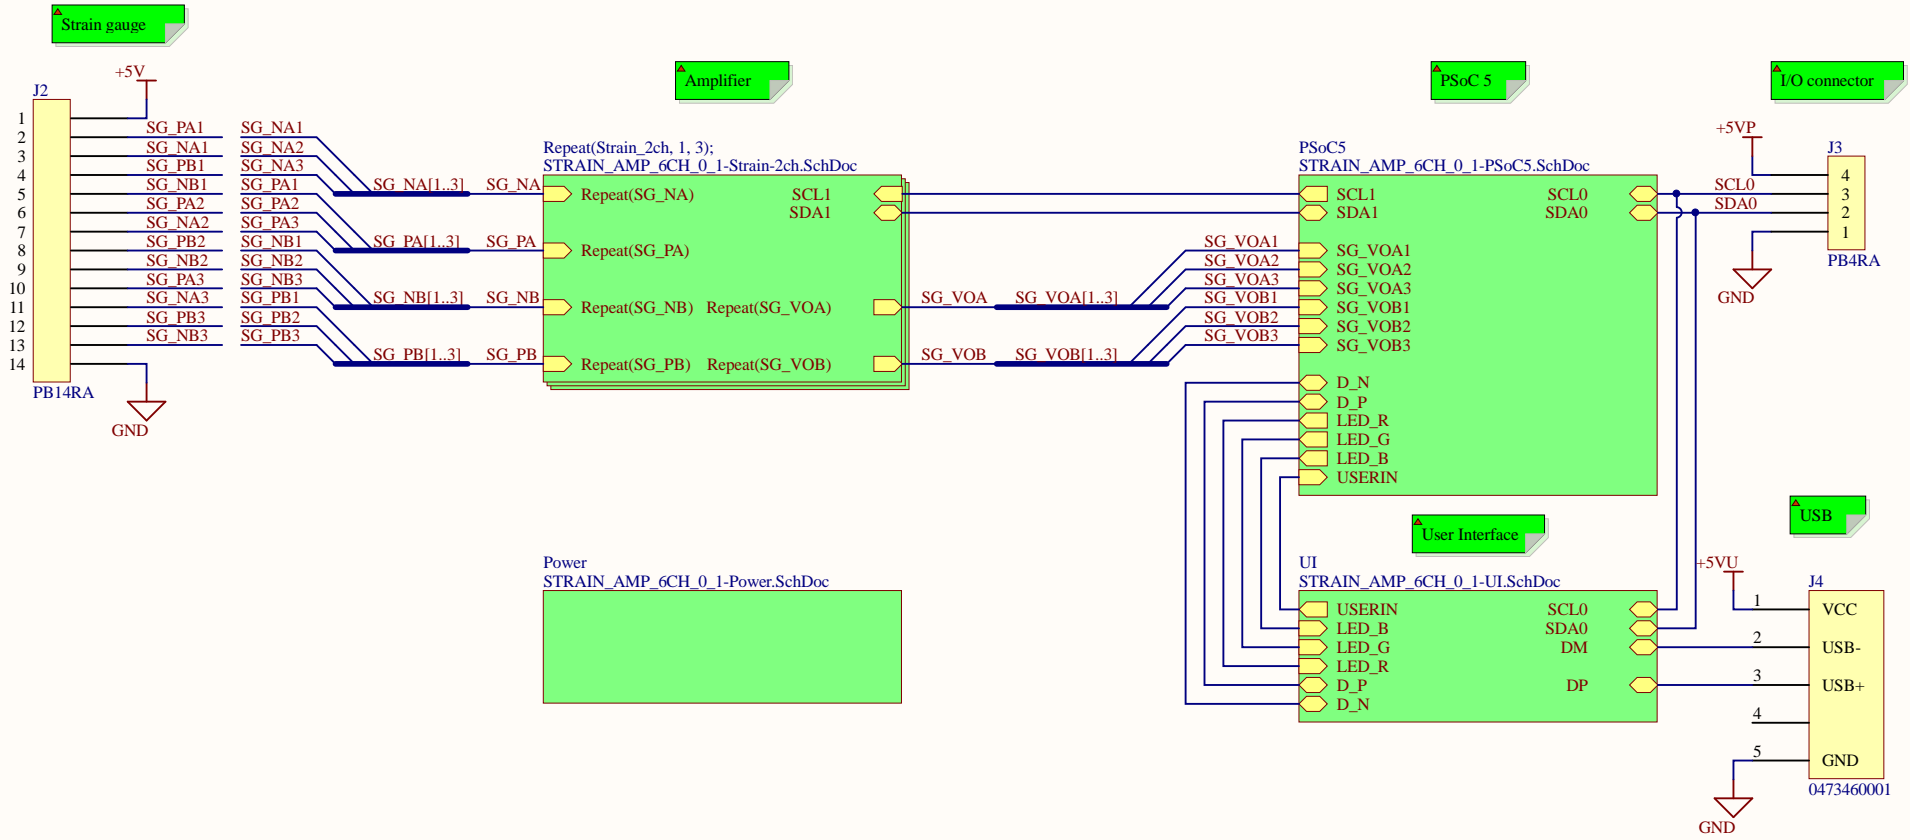 Strain gauge
Amplifier
PSoC 5
I/O connector
+5V
J2
1
2
3
4
5
6
7
8
9
10
11
12
13
14
SG_PA1
SG_NA1
SG_PB1
SG_NB1
SG_PA2
SG_NA2
SG_PB2
SG_NB2
SG_PA3
SG_NA3
SG_PB3
SG_NB3
PB14RA
GND
SG_NA1
SG_NA2
SG_NA3
SG_PA1
SG_PA2
SG_PA3
SG_NB1
SG_NB2
SG_NB3
SG_PB1
SG_PB2
SG_PB3
SG_NA[1..3]
SG_NA
SG_PA[1..3]
SG_PA
SG_NB[1..3]
SG_NB
SG_PB[1..3]
SG_PB
Repeat(Strain_2ch, 1, 3);
STRAIN_AMP_6CH_0_1-Strain-2ch.SchDoc
Repeat(SG_NA)
SCL1
SDA1
Repeat(SG_PA)
Repeat(SG_NB)
Repeat(SG_VOA)
Repeat(SG_PB)
Repeat(SG_VOB)
SG_VOA
SG_VOA[1..3]
SG_VOB
SG_VOB[1..3]
SG_VOA1
SG_VOA2
SG_VOA3
SG_VOB1
SG_VOB2
SG_VOB3
PSoC5
STRAIN_AMP_6CH_0_1-PSoC5.SchDoc
SCL1
SDA1
SG_VOA1
SG_VOA2
SG_VOA3
SG_VOB1
SG_VOB2
SG_VOB3
D_N
D_P
LED_R
LED_G
LED_B
USERIN
SCL0
SDA0
+5VP
SCL0
SDA0
J3
4
3
2
1
PB4RA
GND
Power
STRAIN_AMP_6CH_0_1-Power.SchDoc
User Interface
UI
STRAIN_AMP_6CH_0_1-UI.SchDoc
USERIN
LED_B
LED_G
LED_R
D_P
D_N
SCL0
SDA0
DM
DP
USB
+5VU
J4
1
VCC
2
USB-
3
USB+
4
5
GND
0473460001
GND